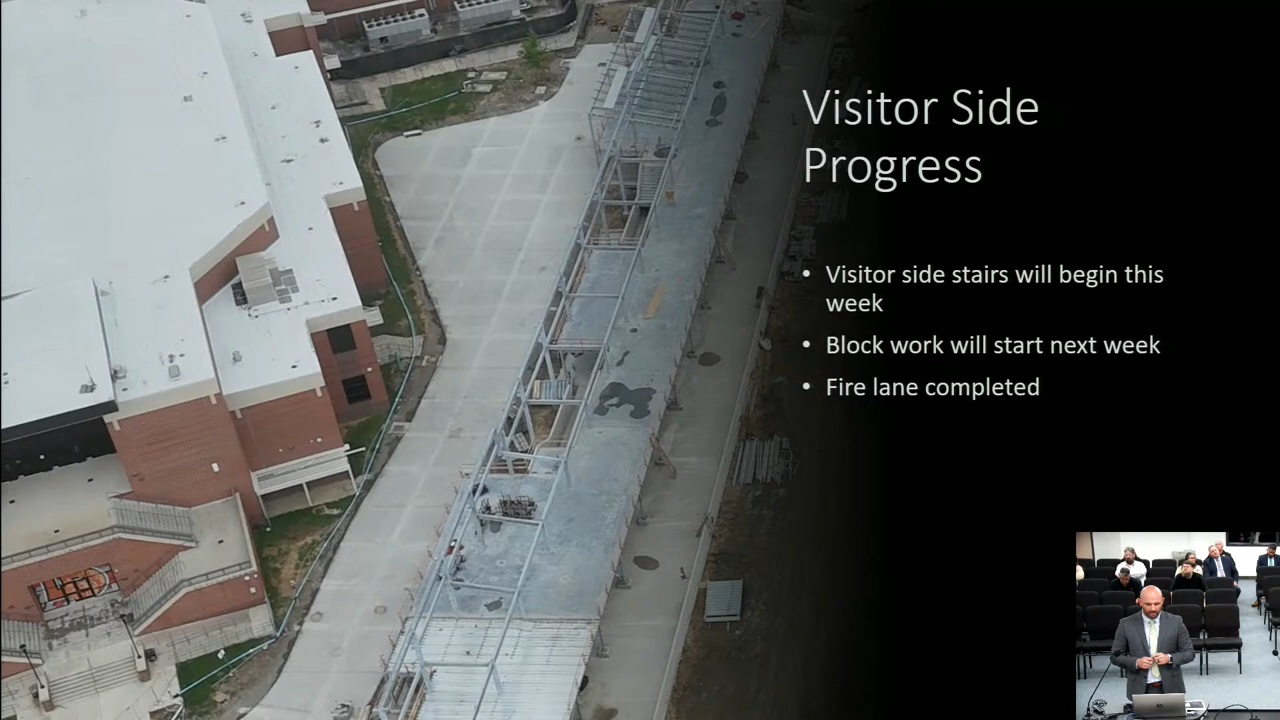 Visitor Side
Progress
• Visitor side stairs will begin this
week
• Block work will start next week
• Fire lane completed